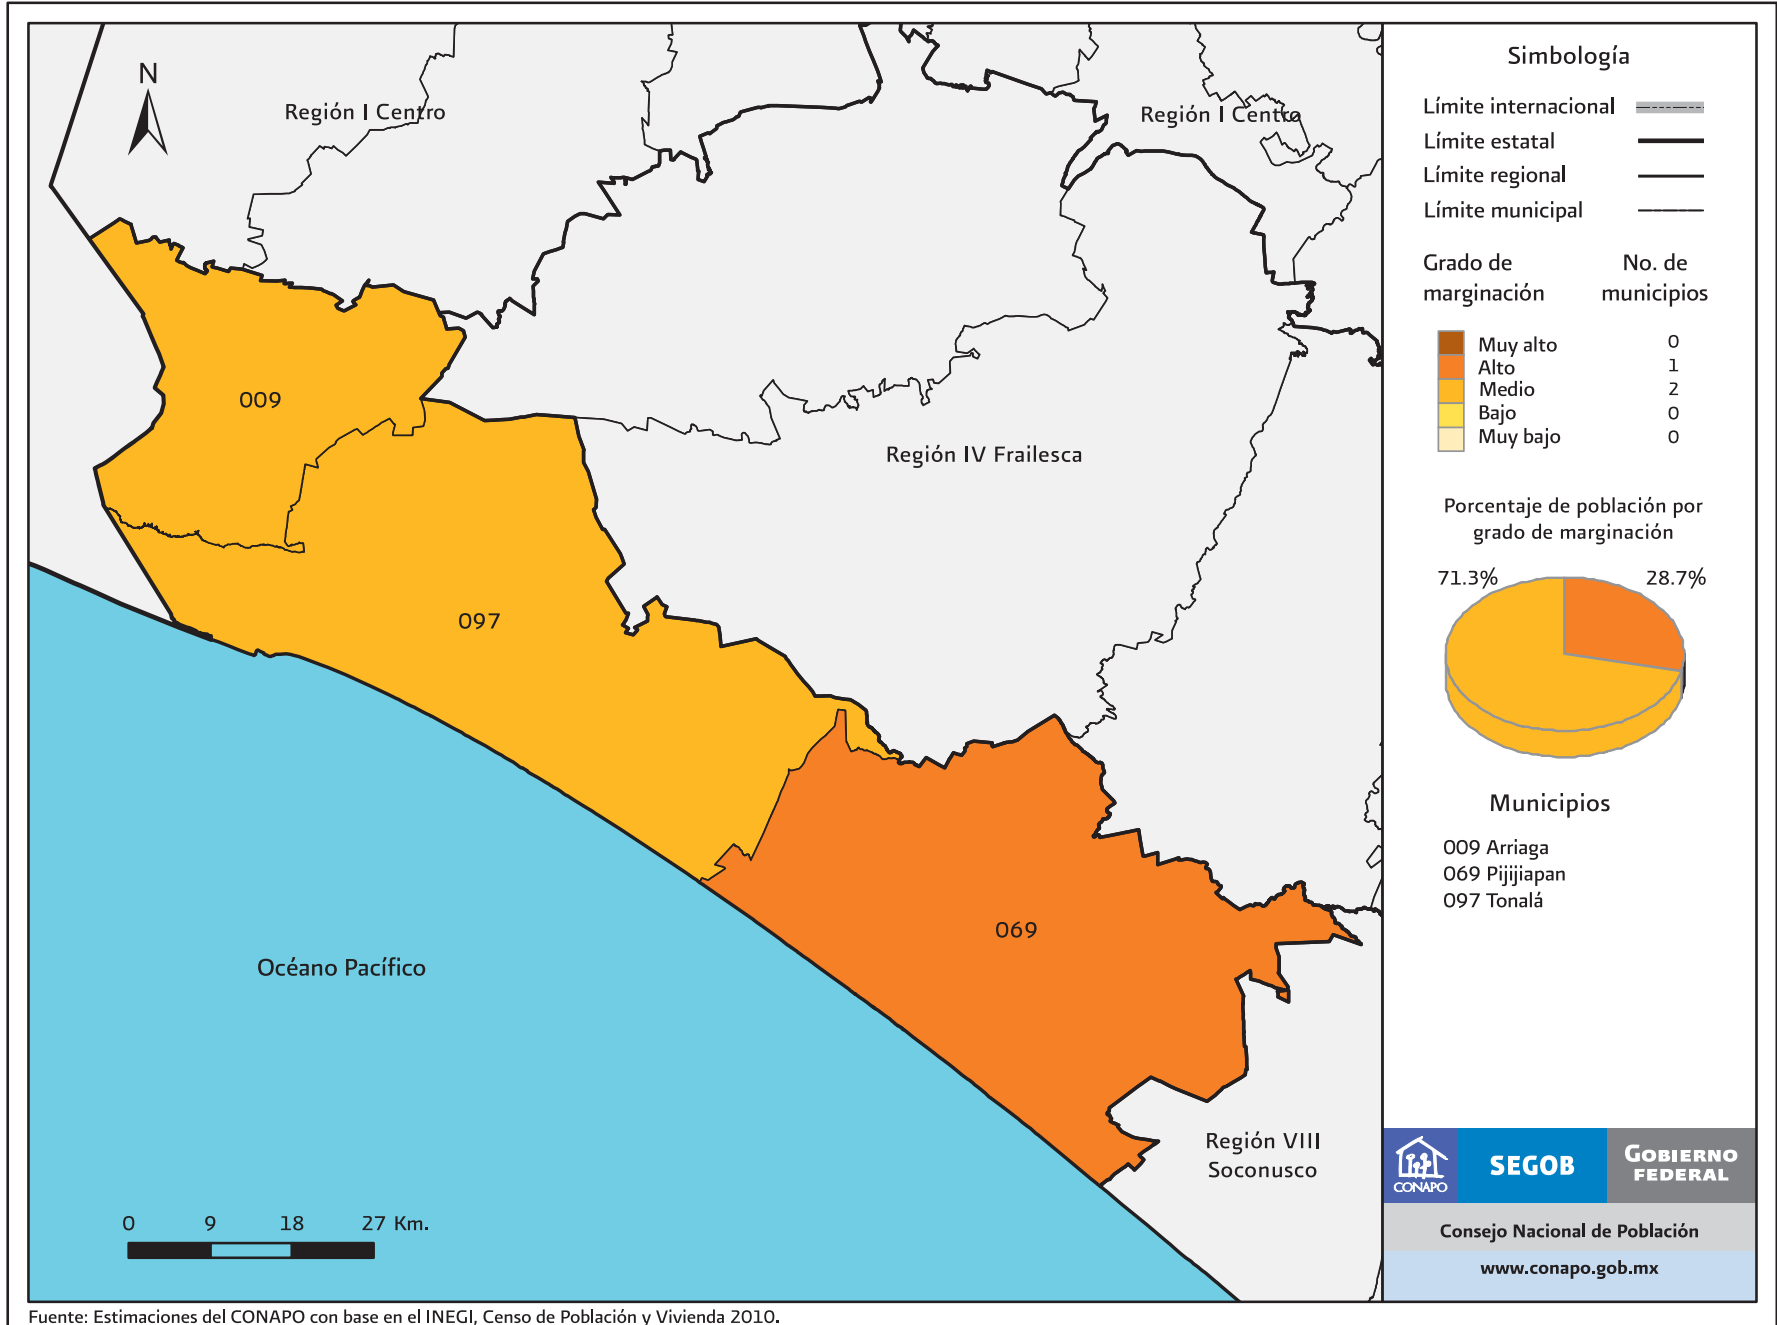 N
Región I Centro
Región I Centro
009
Región IV Frailesca
097
069
Océano Pacífico
Región VIII
Soconusco
0 9 18 27 Km.
Simbología
Límite internacional
Límite estatal
Límite regional
Límite municipal
Grado de marginación No. de municipios
Muy alto 0
Alto 1
Medio 2
Bajo 0
Muy bajo 0
Porcentaje de población por
grado de marginación
71.3% 28.7%
Municipios
009 Arriaga
069 Pijijiapan
097 Tonalá
CONAPO
SEGOB
GOBIERNO
FEDERAL
Consejo Nacional de Población
www.conapo.gob.mx
Fuente: Estimaciones del CONAPO con base en el INEGI, Censo de Población y Vivienda 2010.